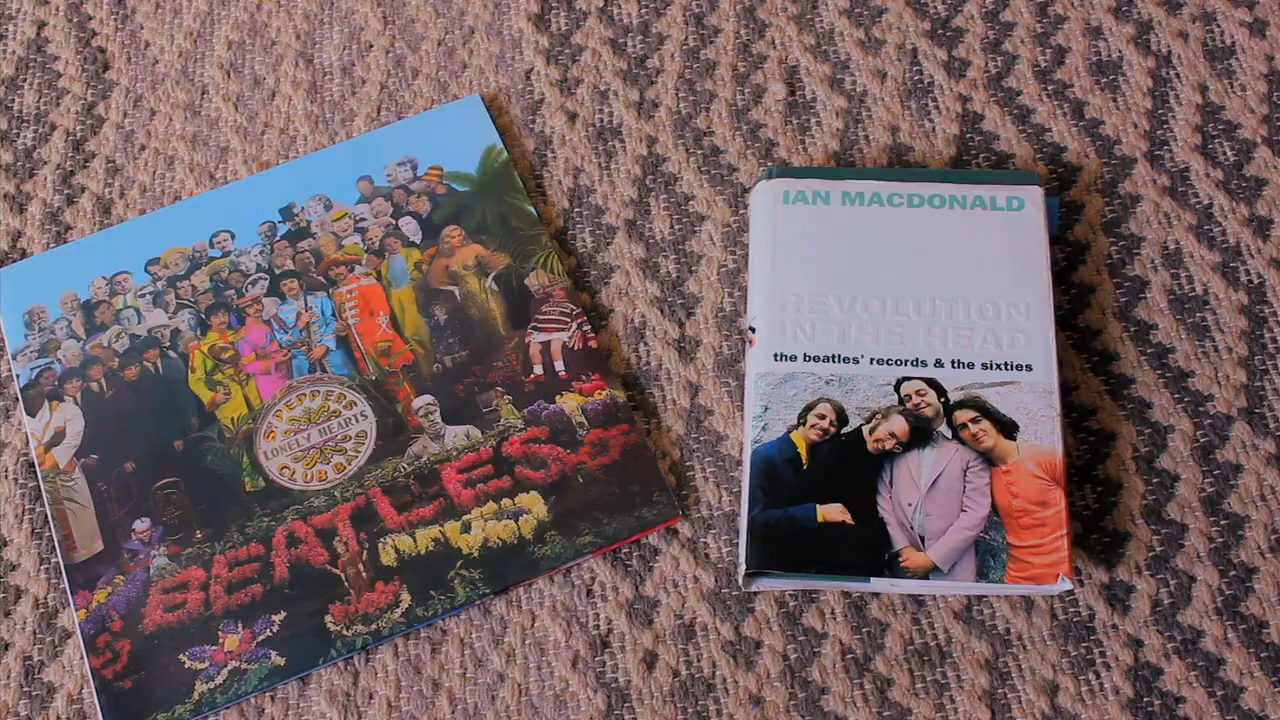 SGT PEPPERS
LONELY HEARTS
CLUB BAND
BEATLES
IAN MACDONALD
REVOLUTION
IN THE HEAD
the beatles' records & the sixties